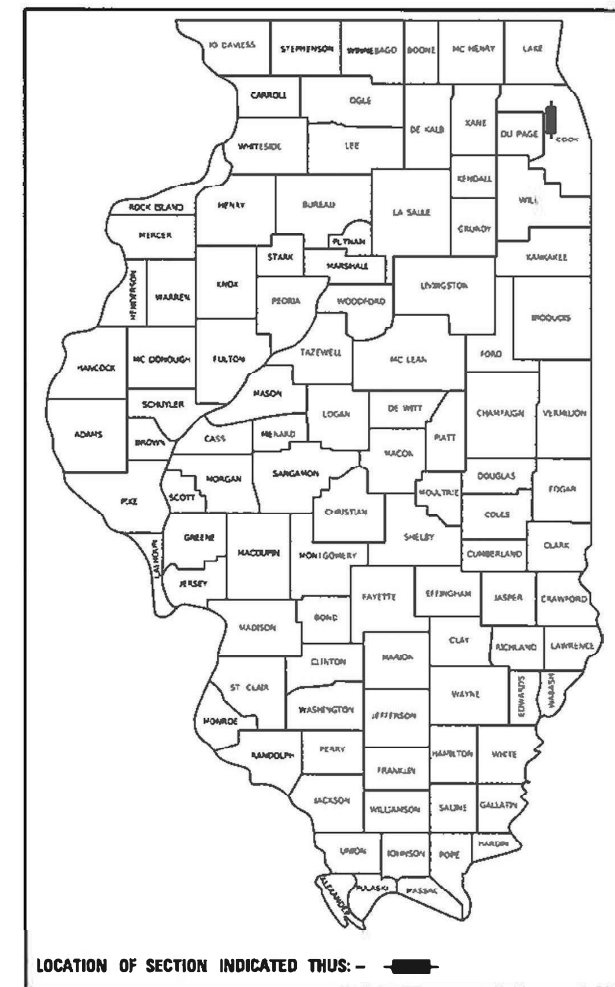 JO DAVIESS STEPHENSON WINNEBAGO BOONE MC HENRY LAKE
CARROLL OGLE DE KALB KANE DU PAGE COOK
WHITESIDE LEE
KENDALL WILL
ROCK ISLAND HENRY BUREAU LA SALLE GRUNDY
MERCER PUTNAM
STARK MARSHALL KANKAKEE
HENDERSON WARREN KNOX PEORIA WOODFORD LIVINGSTON IROQUOIS
HANCOCK MC DONOUGH FULTON TAZEWELL MC LEAN FORD
MASON
SCHUYLER LOGAN DE WITT CHAMPAIGN VERMILION
ADAMS BROWN CASS MENARD MACON PIATT
PIKE SCOTT MORGAN SANGAMON MOULTRIE DOUGLAS EDGAR
CHRISTIAN COLES
CALHOUN GREENE MACOUPIN MONTGOMERY SHELBY CUMBERLAND CLARK
JERSEY FAYETTE EFFINGHAM JASPER CRAWFORD
MADISON BOND
CLINTON MARION CLAY RICHLAND LAWRENCE
ST CLAIR WASHINGTON JEFFERSON WAYNE EDWARDS WABASH
MONROE
RANDOLPH PERRY HAMILTON WHITE
FRANKLIN
JACKSON WILLIAMSON SALINE GALLATIN
UNION JOHNSON POPE HARDIN
ALEXANDER PULASKI MASSAC
LOCATION OF SECTION INDICATED THUS: -